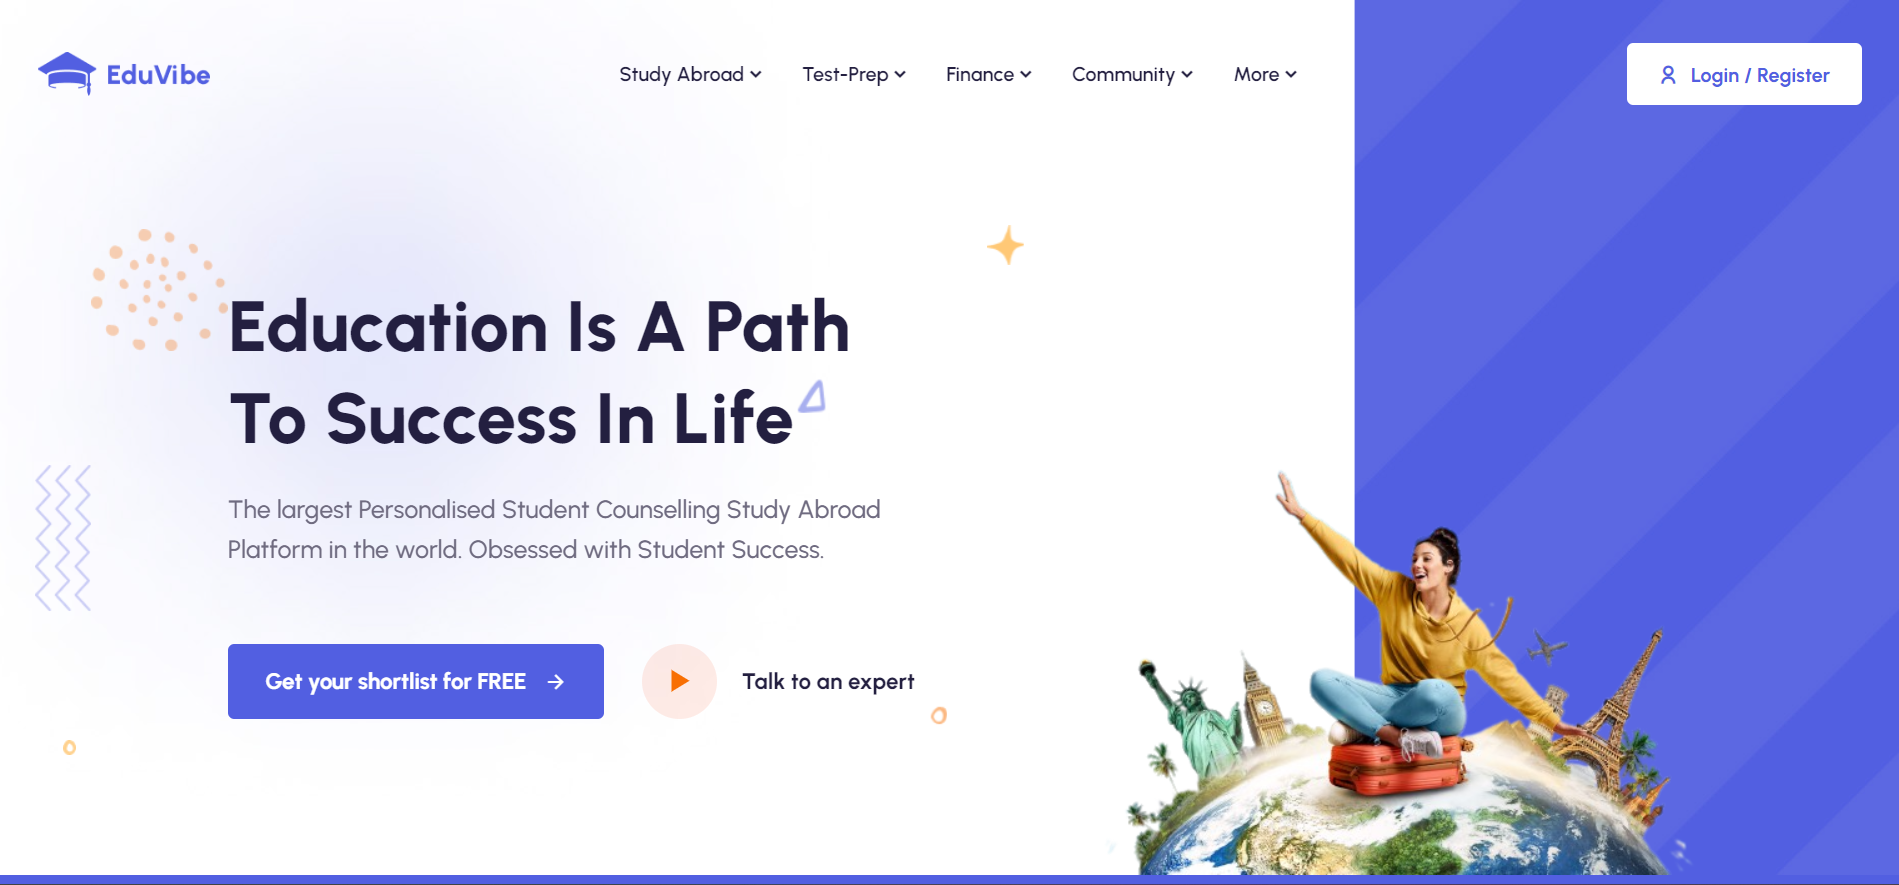 EduVibe
Study Abroad
Test-Prep
Finance
Community
More
Login / Register
Education Is A Path
To Success In Life
The largest Personalised Student Counselling Study Abroad
Platform in the world. Obsessed with Student Success.
Get your shortlist for FREE
Talk to an expert